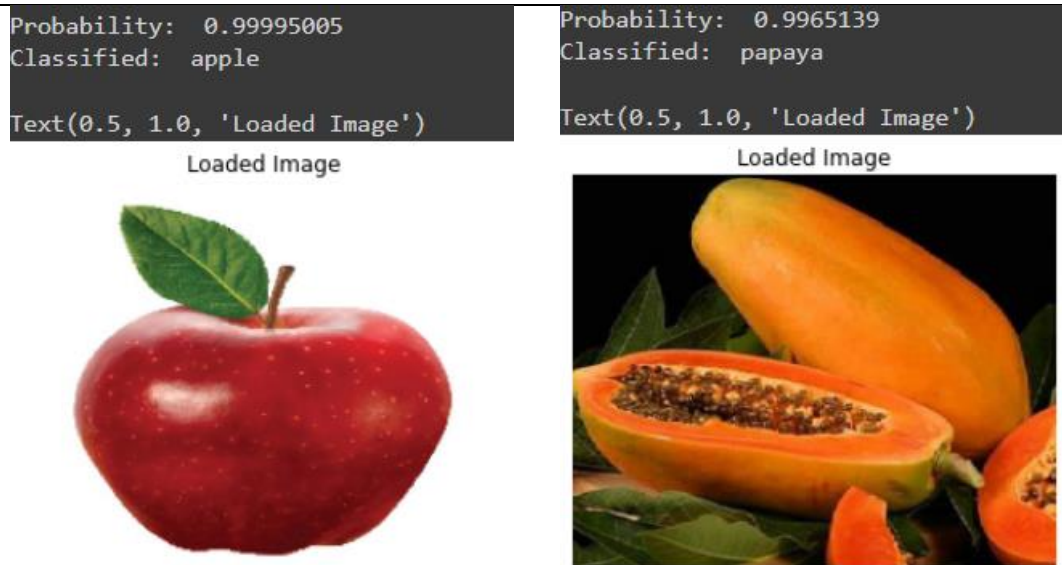 Probability:  0.99995005
Classified:  apple
Text(0.5, 1.0, 'Loaded Image')
Loaded Image
Probability:  0.9965139
Classified:  papaya
Text(0.5, 1.0, 'Loaded Image')
Loaded Image